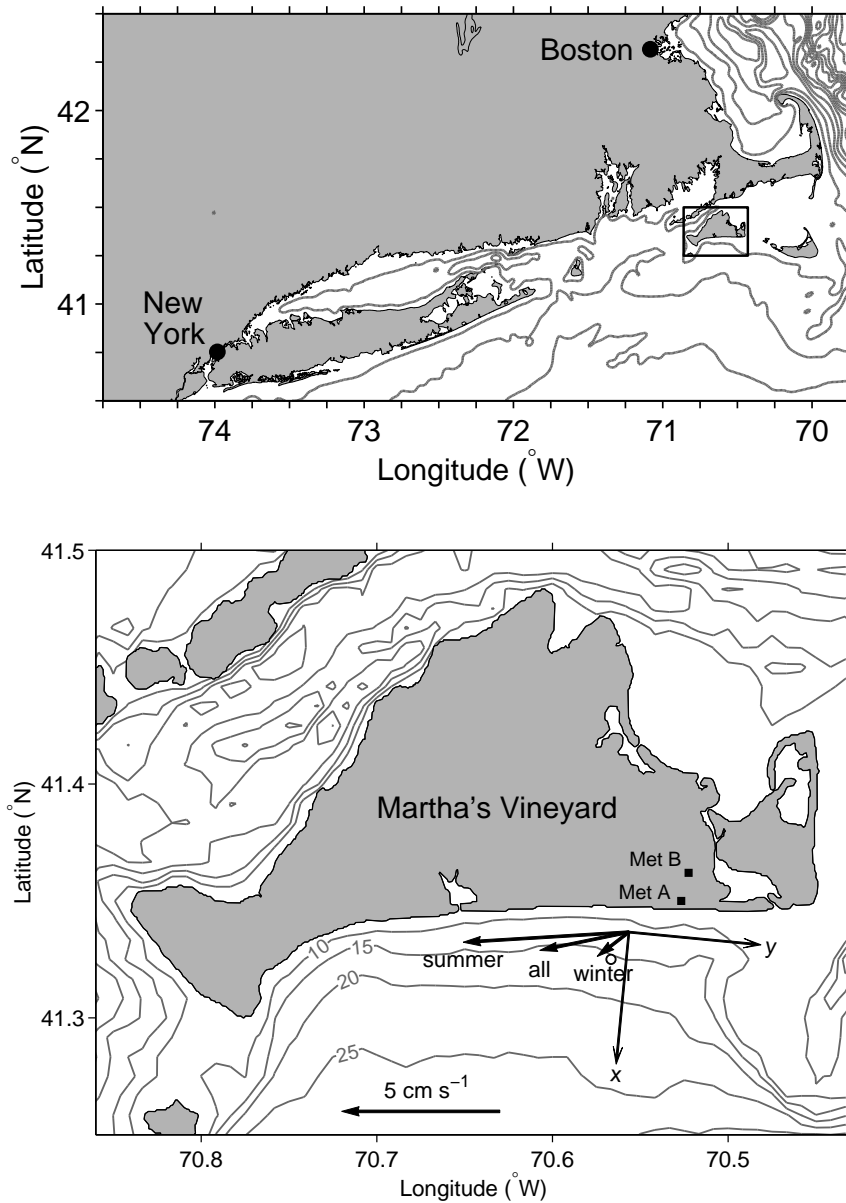 Boston
42
Latitude (°N)
41
New
York
74
73
72
71
70
Longitude (°W)
41.5
41.4
Latitude (°N)
Martha's Vineyard
Met B
Met A
10
15
summer
all
winter
y
20
41.3
25
x
5 cm s⁻¹
70.8
70.7
70.6
70.5
Longitude (°W)